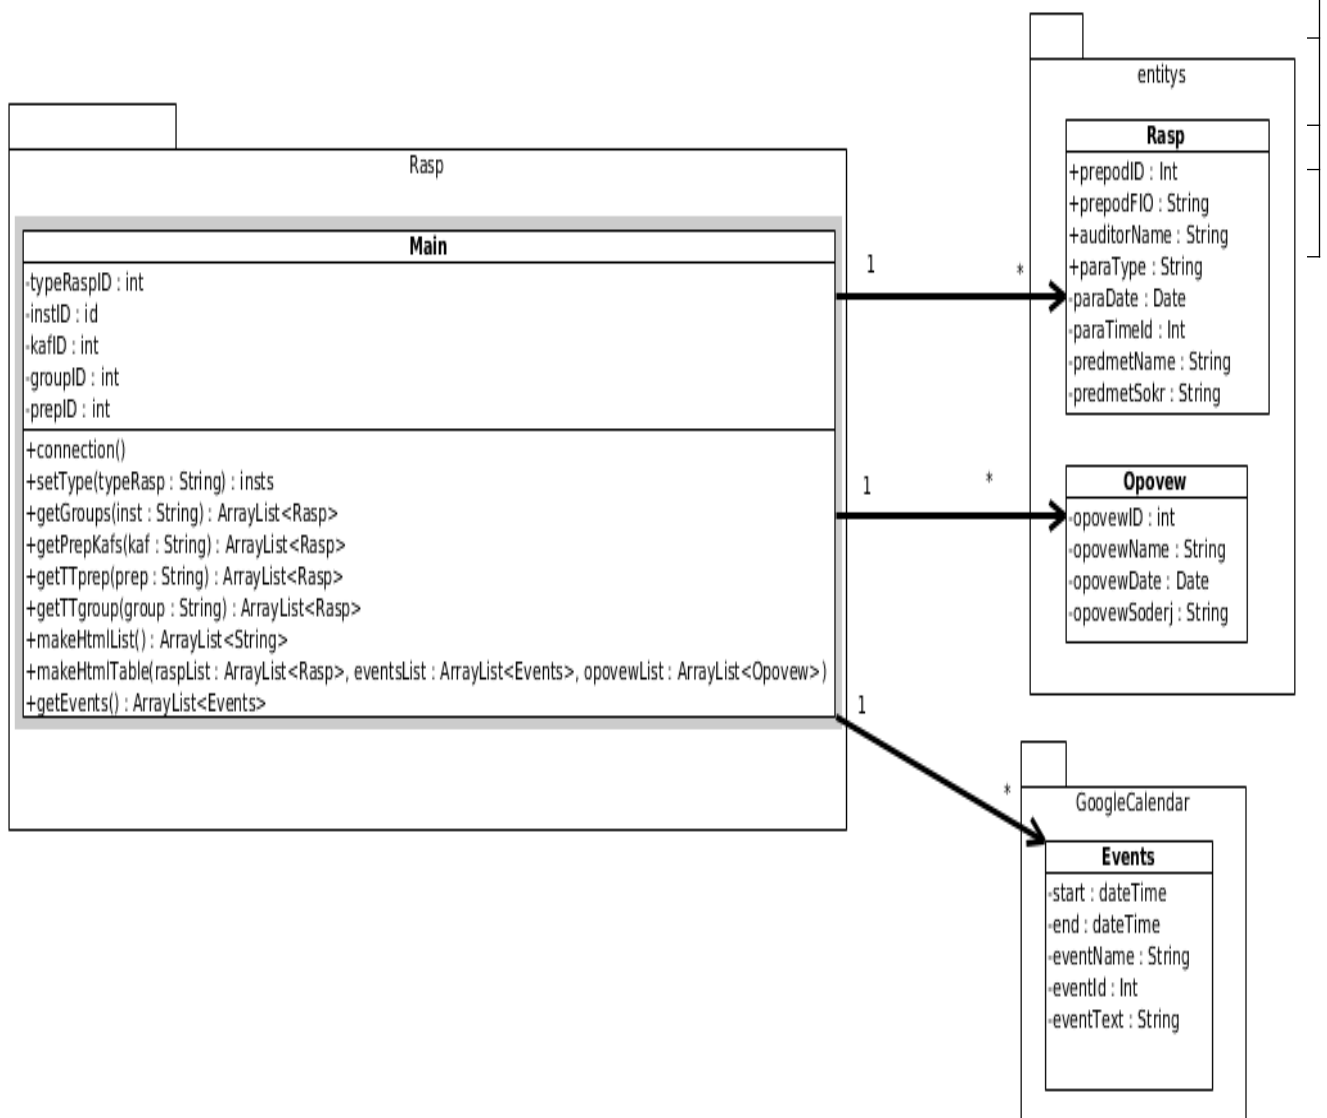 Rasp
Main
-typeRaspID : int
-instID : id
-kafID : int
-groupID : int
-prepID : int
+connection()
+setType(typeRasp : String) : insts
+getGroups(inst : String) : ArrayList<Rasp>
+getPrepKafs(kaf : String) : ArrayList<Rasp>
+getTTprep(prep : String) : ArrayList<Rasp>
+getTTgroup(group : String) : ArrayList<Rasp>
+makeHtmlList() : ArrayList<String>
+makeHtmlTable(raspList : ArrayList<Rasp>, eventsList : ArrayList<Events>, opovewList : ArrayList<Opovew>)
+getEvents() : ArrayList<Events>
1
*
1
*
1
*
entitys
Rasp
+prepodID : Int
+prepodFIO : String
+auditorName : String
+paraType : String
-paraDate : Date
-paraTimeId : Int
-predmetName : String
-predmetSokr : String
Opovew
-opovewID : int
-opovewName : String
-opovewDate : Date
-opovewSoderj : String
GoogleCalendar
Events
-start : dateTime
-end : dateTime
-eventName : String
-eventId : Int
-eventText : String